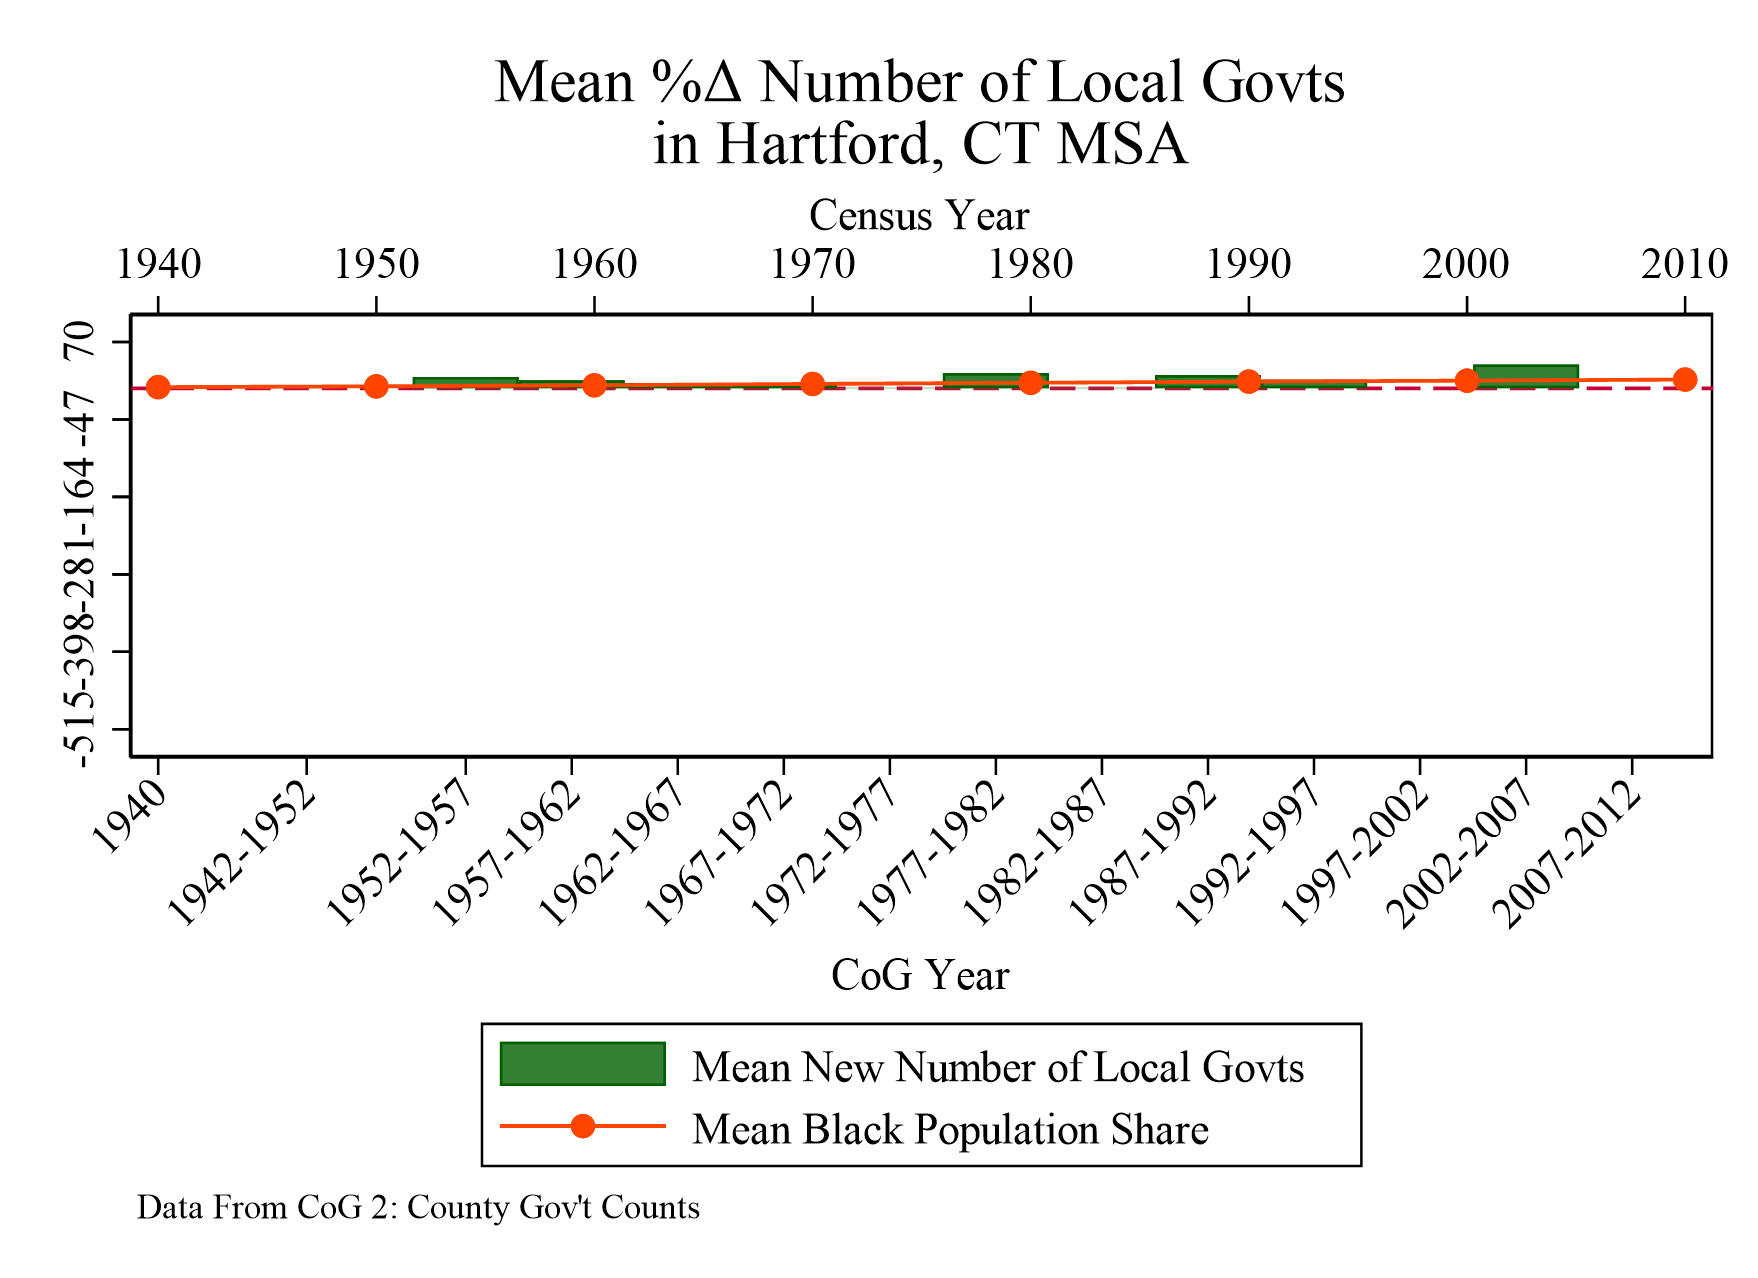 Mean %Δ Number of Local Govts
in Hartford, CT MSA
Census Year
1940 1950 1960 1970 1980 1990 2000 2010
70
-47
-164
-281
-398
-515
1940 1942-1952 1952-1957 1957-1962 1962-1967 1967-1972 1972-1977 1977-1982 1982-1987 1987-1992 1992-1997 1997-2002 2002-2007 2007-2012
CoG Year
Mean New Number of Local Govts
Mean Black Population Share
Data From CoG 2: County Gov't Counts